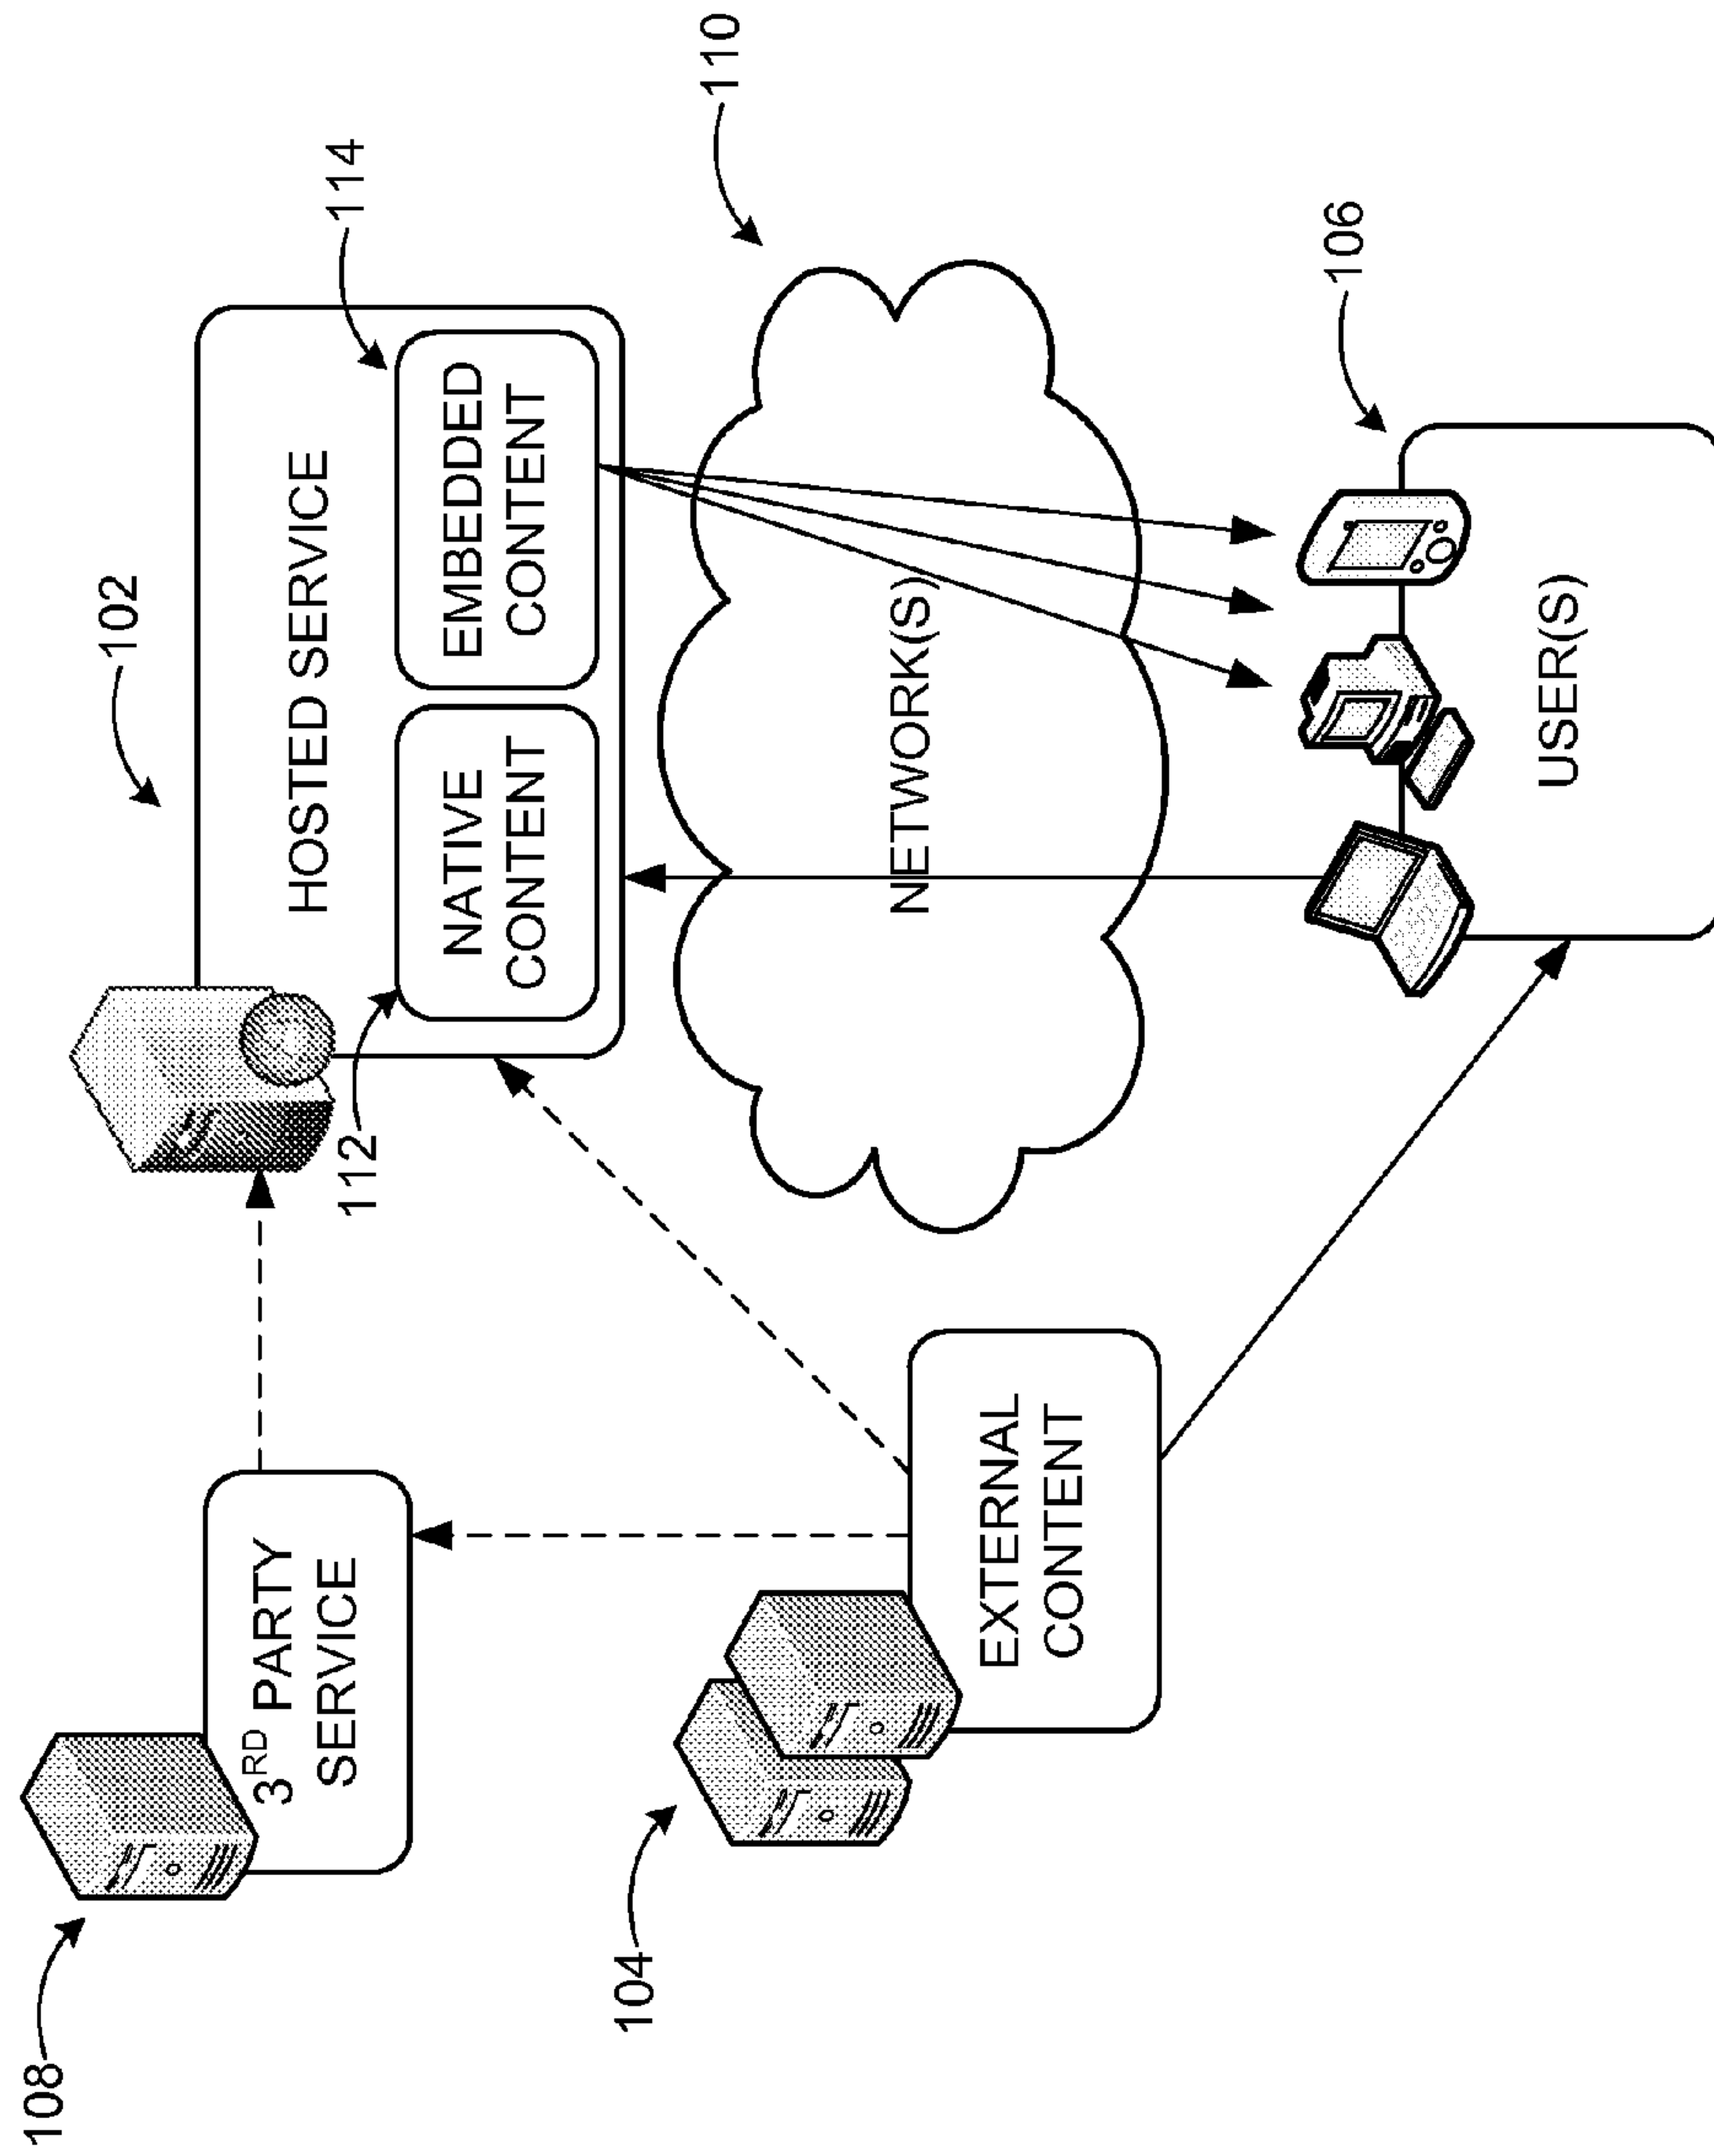 108
3RD PARTY
SERVICE
102
HOSTED SERVICE
112
NATIVE
CONTENT
EMBEDDED
CONTENT
114
104
EXTERNAL
CONTENT
NETWORK(S)
110
106
USER(S)